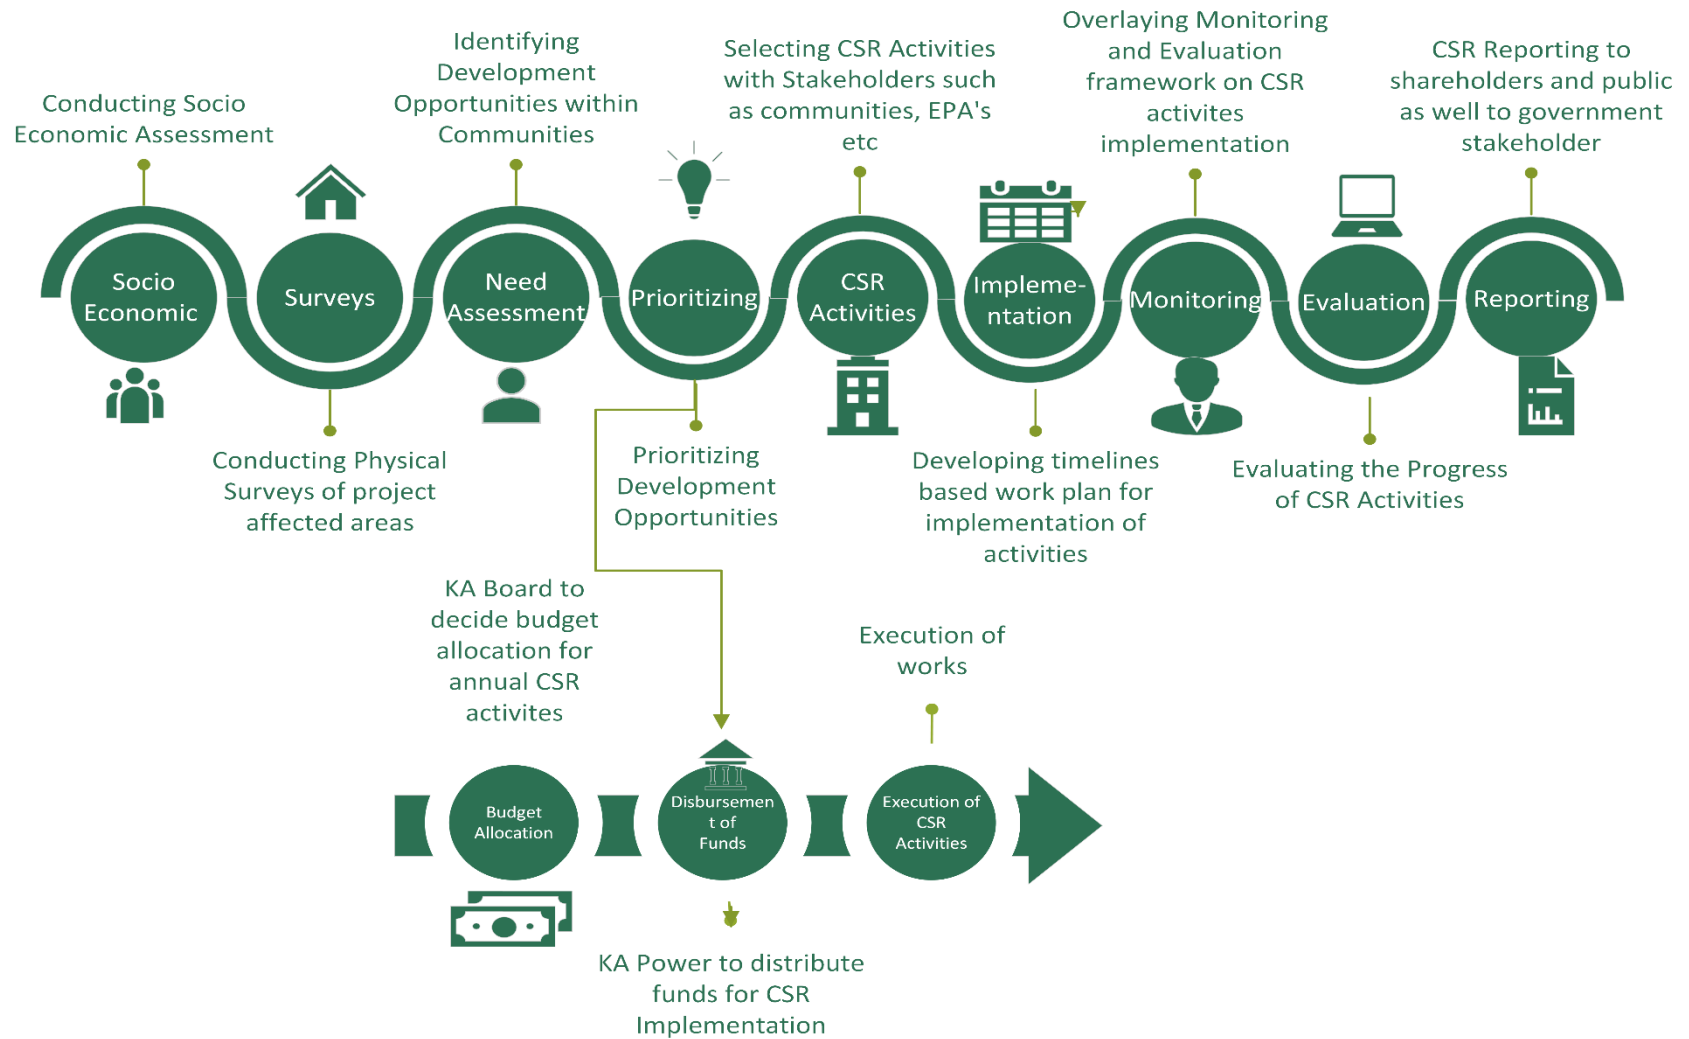 Conducting Socio
Economic Assessment
Identifying
Development
Opportunities within
Communities
Selecting CSR Activities
with Stakeholders such
as communities, EPA's
etc
Overlaying Monitoring
and Evaluation
framework on CSR
activites
implementation
CSR Reporting to
shareholders and public
as well to government
stakeholder
Socio
Economic
Surveys
Need
Assessment
Prioritizing
CSR
Activities
Impleme-
ntation
Monitoring
Evaluation
Reporting
Conducting Physical
Surveys of project
affected areas
Prioritizing
Development
Opportunities
Developing timelines
based work plan for
implementation of
activities
Evaluating the Progress
of CSR Activities
KA Board to
decide budget
allocation for
annual CSR
activites
Execution of
works
Budget
Allocation
Disbursemen
t of
Funds
Execution of
CSR
Activities
KA Power to distribute
funds for CSR
Implementation